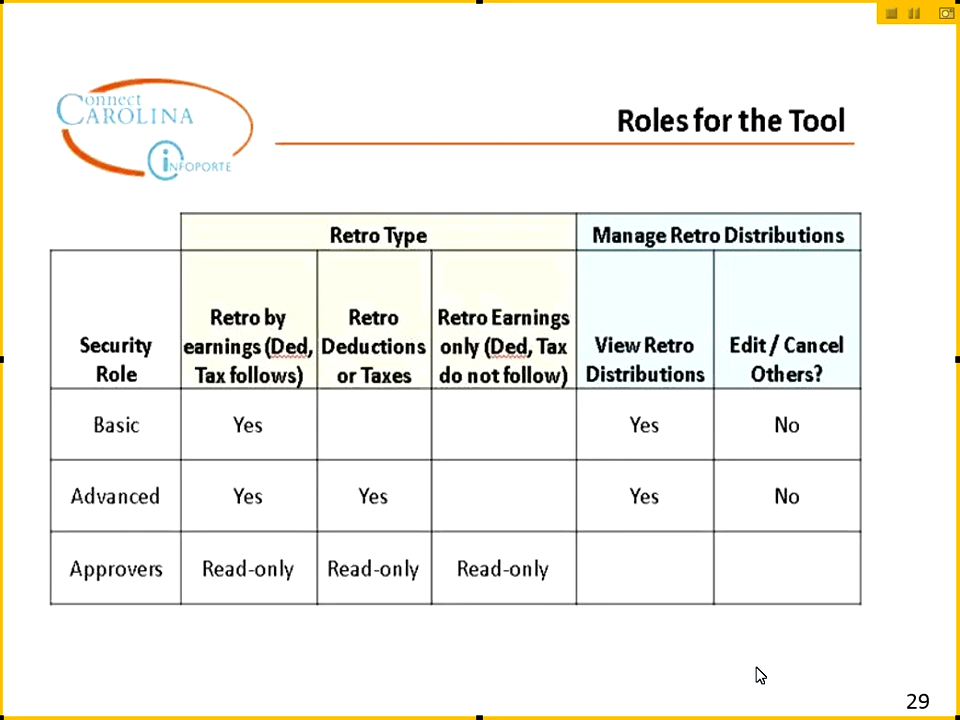 Connect
CAROLINA
iNFOPORTE
Roles for the Tool
Retro Type
Manage Retro Distributions
Security
Role
Retro by
earnings (Ded,
Tax follows)
Retro
Deductions
or Taxes
Retro Earnings
only (Ded, Tax
do not follow)
View Retro
Distributions
Edit / Cancel
Others?
Basic
Yes
Yes
No
Advanced
Yes
Yes
Yes
No
Approvers
Read-only
Read-only
Read-only
29